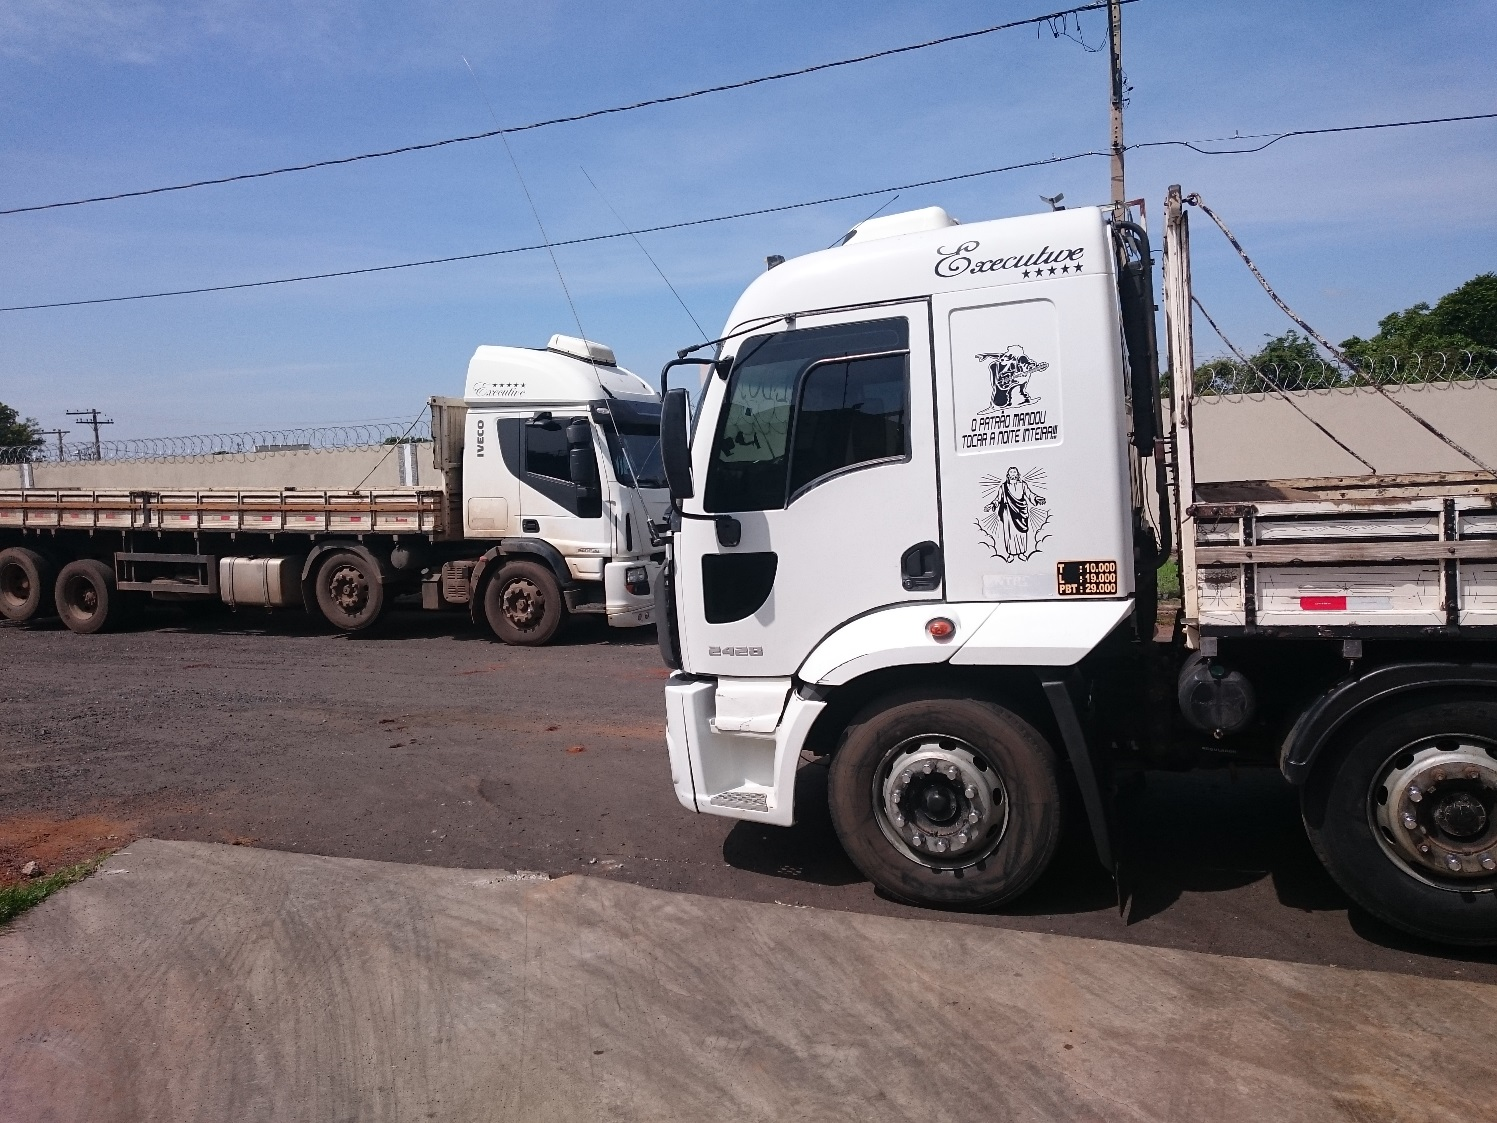 Executive
★★★★★
O PATRÃO MANDOU
TOCAR A NOITE INTEIRA!!!
T : 10.000
L : 19.000
PBT : 29.000
2428
★★★★★
Executive
IVECO